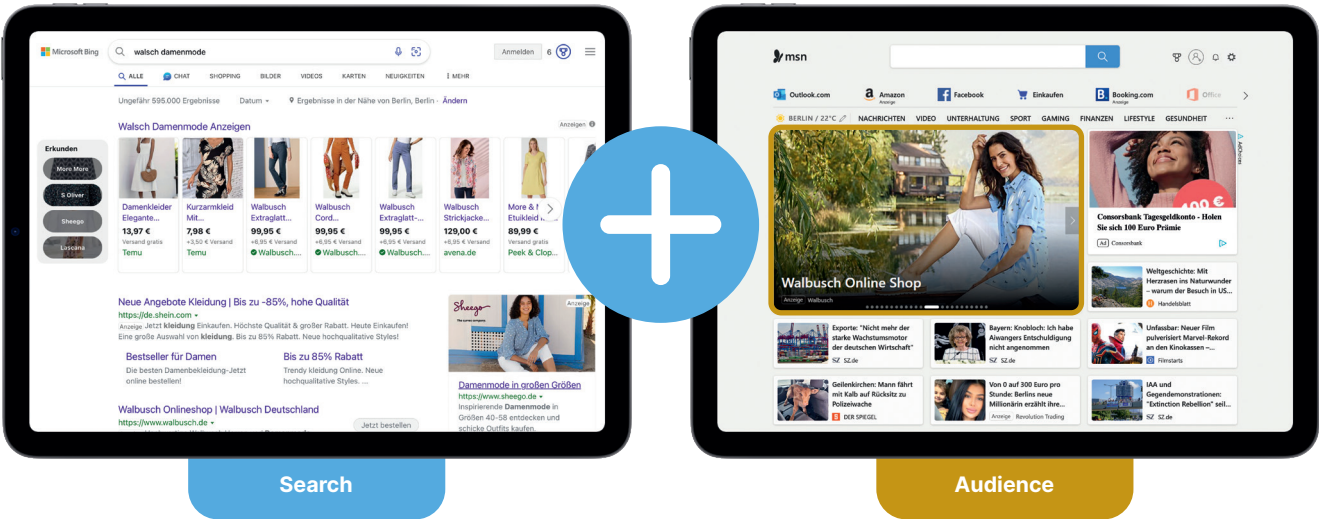 Microsoft Bing
walsch damenmode
Anmelden
6
ALLE
CHAT
SHOPPING
BILDER
VIDEOS
KARTEN
NEUIGKEITEN
MEHR
Ungefähr 595.000 Ergebnisse
Datum
Ergebnisse in der Nähe von Berlin, Berlin · Ändern
Walsch Damenmode Anzeigen
Anzeigen
Erkunden
More More
S Oliver
Sheego
Lascana
Damenkleider
Elegante...
13,97 €
Versand gratis
Temu
Kurzarmkleid
Mit...
7,98 €
+3,50 € Versand
Temu
Walbusch
Extraglatt...
99,95 €
+6,95 € Versand
Walbusch....
Walbusch
Cord...
99,95 €
+6,95 € Versand
Walbusch....
Walbusch
Extraglatt-...
99,95 €
+6,95 € Versand
Walbusch....
Walbusch
Strickjacke...
129,00 €
+6,95 € Versand
avena.de
More &
Etuikleid
89,99 €
Versand gratis
Peek & Clop...
Neue Angebote Kleidung | Bis zu -85%, hohe Qualität
https://de.shein.com
Anzeige Jetzt kleidung Einkaufen. Höchste Qualität & großer Rabatt. Heute Einkaufen!
Eine große Auswahl von kleidung. Bis zu 85% Rabatt. Neue hochqualitative Styles!
Bestseller für Damen
Die besten Damenbekleidung-Jetzt
online bestellen!
Bis zu 85% Rabatt
Trendy kleidung Online. Neue
hochqualitative Styles. ...
Walbusch Onlineshop | Walbusch Deutschland
https://www.walbusch.de
Jetzt bestellen
Sheego
Anzeige
Damenmode in großen Größen
https://www.sheego.de
Inspirierende Damenmode in
Größen 40-58 entdecken und
schicke Outfits kaufen.
Search
msn
Outlook.com
Amazon
Anzeige
Facebook
Einkaufen
Booking.com
Anzeige
Office
BERLIN / 22°C
NACHRICHTEN
VIDEO
UNTERHALTUNG
SPORT
GAMING
FINANZEN
LIFESTYLE
GESUNDHEIT
...
Walbusch Online Shop
Anzeige Walbusch
AdChoices
100 €
Consorsbank Tagesgeldkonto - Holen
Sie sich 100 Euro Prämie
Ad Consorsbank
Weltgeschichte: Mit
Herzrasen ins Naturwunder
– warum der Besuch in US...
Handelsblatt
Exporte: "Nicht mehr der
starke Wachstumsmotor
der deutschen Wirtschaft"
SZ SZ.de
Bayern: Knobloch: Ich habe
Aiwangers Entschuldigung
nicht angenommen
SZ SZ.de
Unfassbar: Neuer Film
pulverisiert Marvel-Rekord
an den Kinokassen –...
Filmstarts
Geilenkirchen: Mann fährt
mit Kalb auf Rücksitz zu
Polizeiwache
DER SPIEGEL
Von 0 auf 300 Euro pro
Stunde: Berlins neue
Millionärin erzählt ihre...
Anzeige Revolution Trading
IAA und
Gegendemonstrationen:
"Extinction Rebellion" seil...
SZ SZ.de
Audience